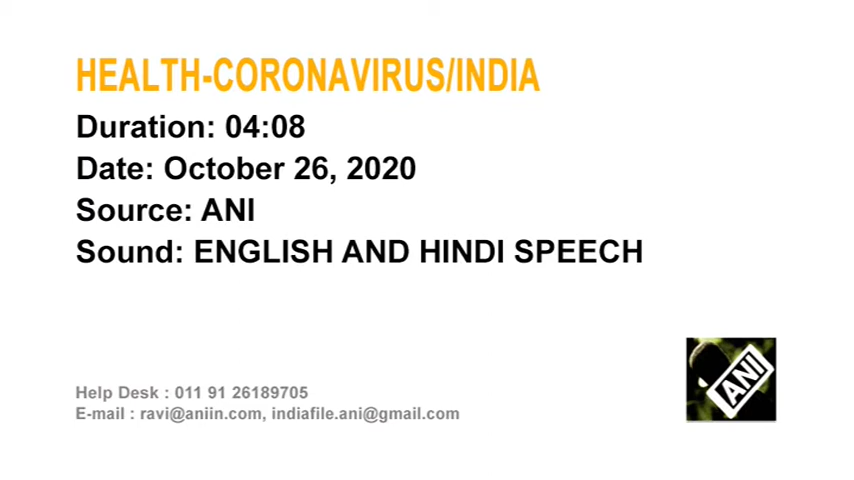 HEALTH-CORONAVIRUS/INDIA
Duration: 04:08
Date: October 26, 2020
Source: ANI
Sound: ENGLISH AND HINDI SPEECH
ANI
Help Desk : 011 91 26189705
E-mail : ravi@aniin.com, indiafile.ani@gmail.com